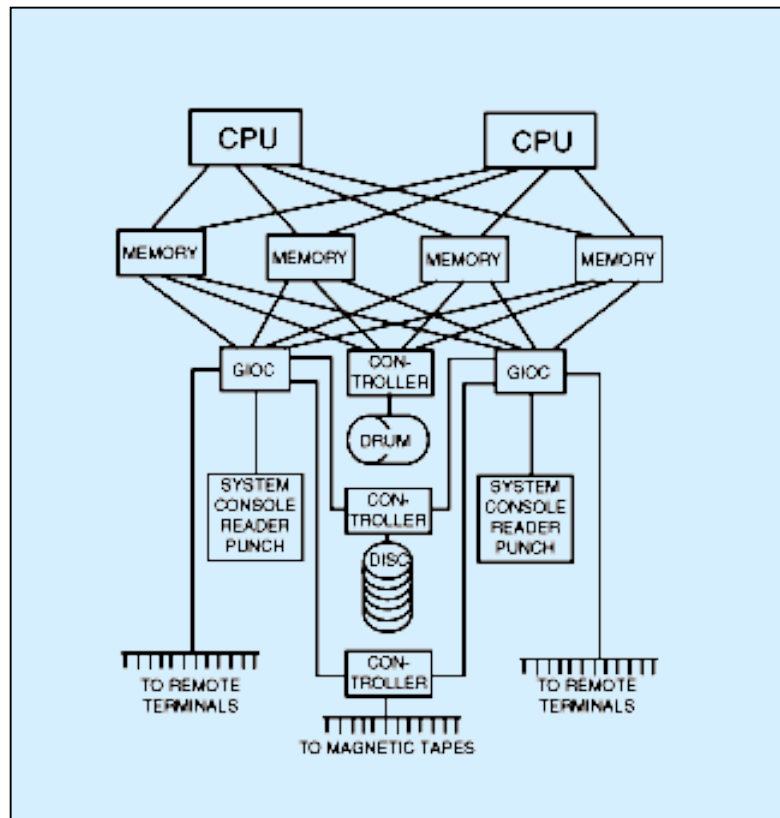 CPU
CPU
MEMORY
MEMORY
MEMORY
MEMORY
GIOC
CON-
TROLLER
GIOC
DRUM
SYSTEM
CONSOLE
READER
PUNCH
CON-
TROLLER
SYSTEM
CONSOLE
READER
PUNCH
DISC
CON-
TROLLER
TO REMOTE
TERMINALS
TO REMOTE
TERMINALS
TO MAGNETIC TAPES